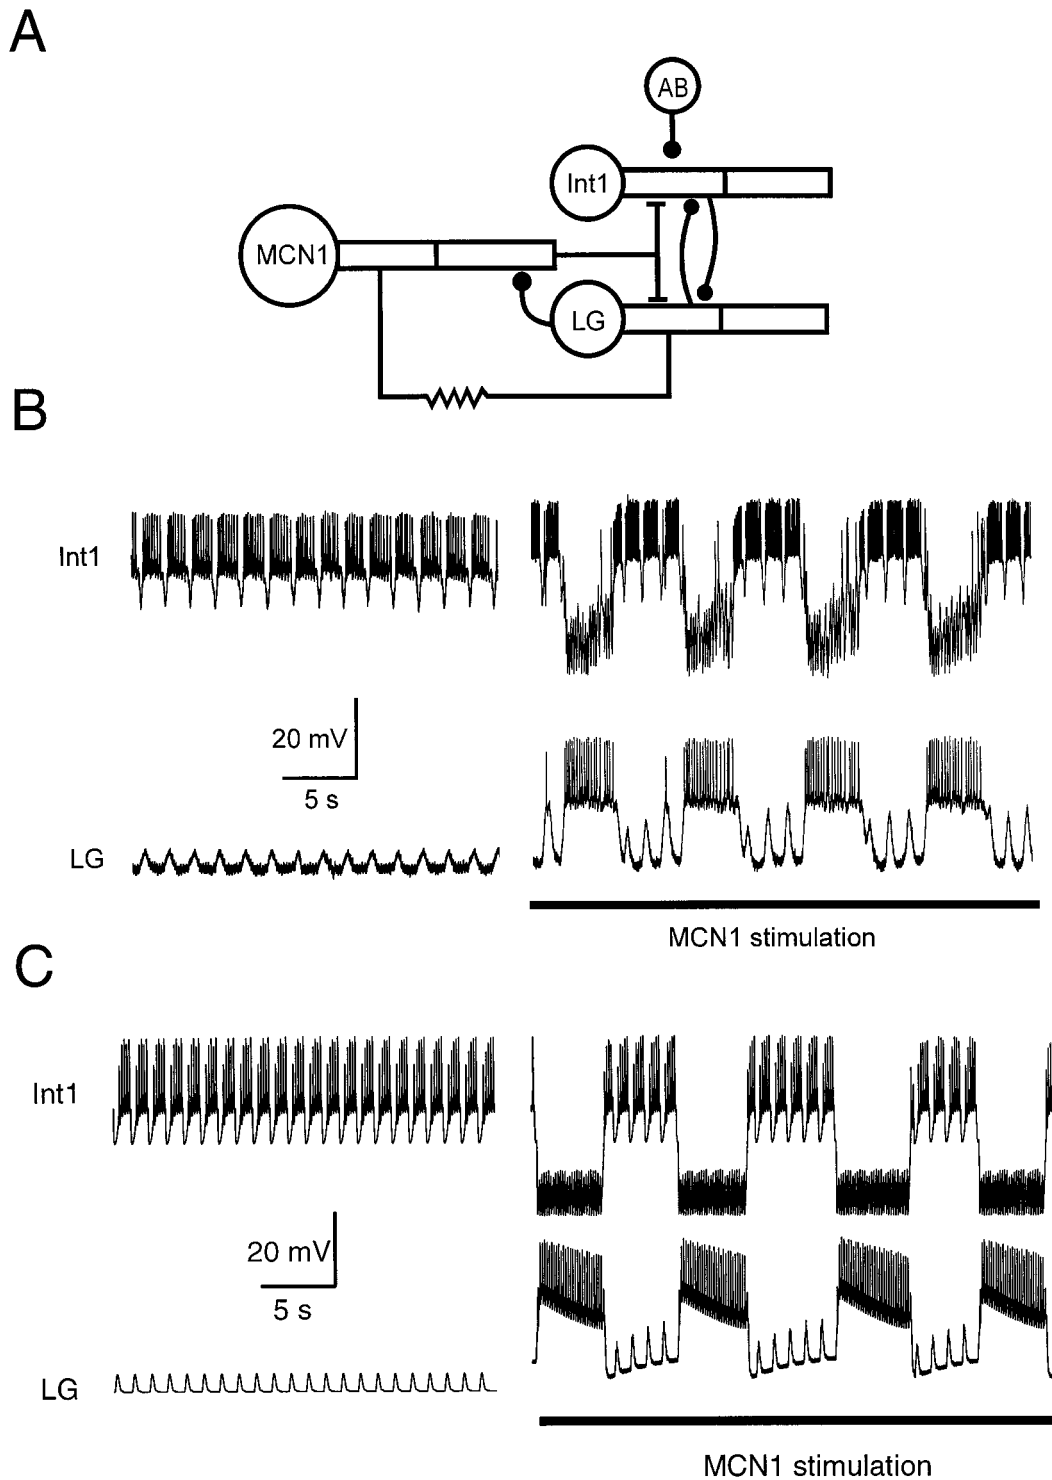 A
AB
Int1
MCN1
LG
B
Int1
20 mV
5 s
LG
MCN1 stimulation
C
Int1
20 mV
5 s
LG
MCN1 stimulation